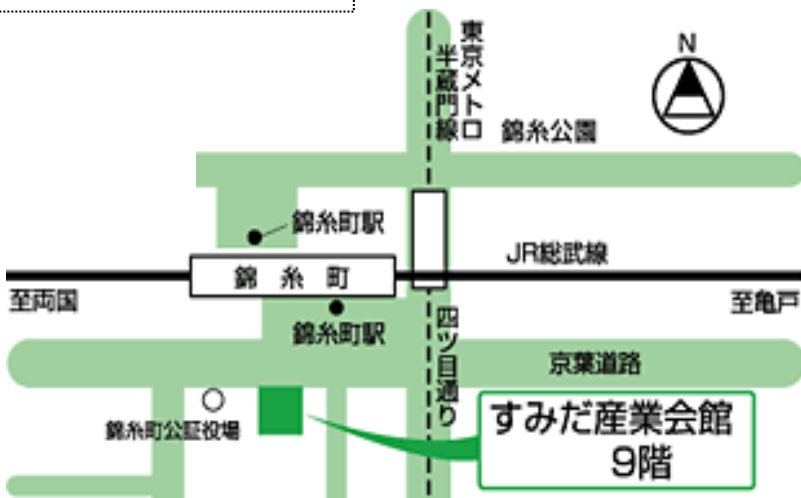 東京メトロ
半蔵門線
N
錦糸公園
錦糸町駅
JR総武線
錦糸町
至両国
至亀戸
錦糸町駅
四ツ目通り
京葉道路
錦糸町公証役場
すみだ産業会館
9階